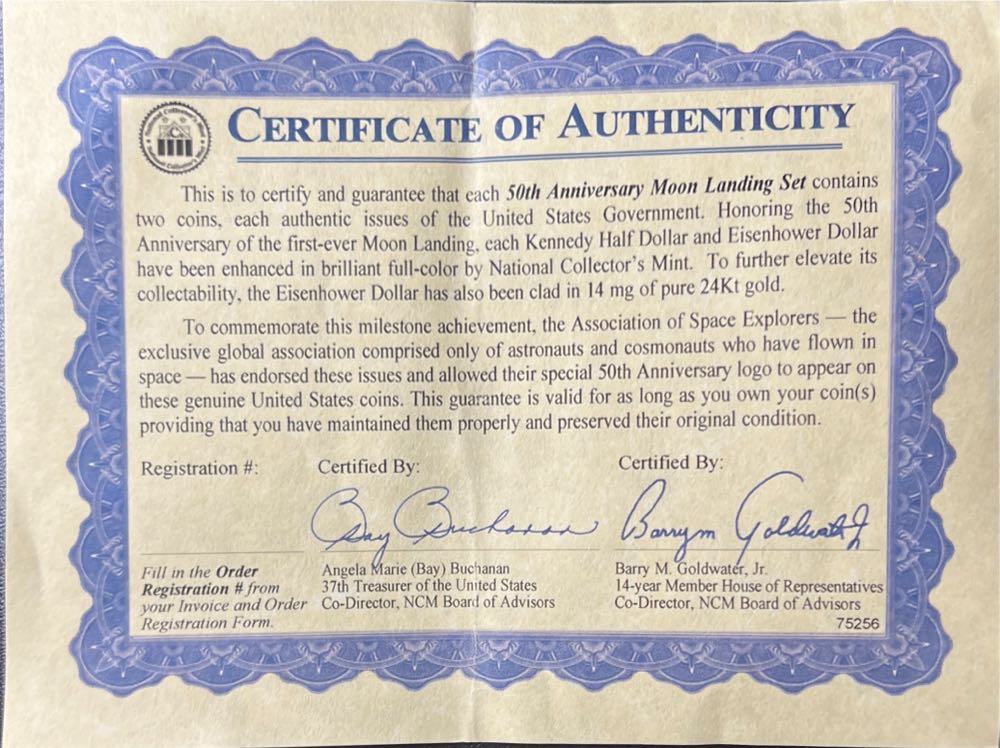 CERTIFICATE OF AUTHENTICITY
This is to certify and guarantee that each 50th Anniversary Moon Landing Set contains
two coins, each authentic issues of the United States Government. Honoring the 50th
Anniversary of the first-ever Moon Landing, each Kennedy Half Dollar and Eisenhower Dollar
have been enhanced in brilliant full-color by National Collector's Mint. To further elevate its
collectability, the Eisenhower Dollar has also been clad in 14 mg of pure 24Kt gold.
To commemorate this milestone achievement, the Association of Space Explorers — the
exclusive global association comprised only of astronauts and cosmonauts who have flown in
space — has endorsed these issues and allowed their special 50th Anniversary logo to appear on
these genuine United States coins. This guarantee is valid for as long as you own your coin(s)
providing that you have maintained them properly and preserved their original condition.
Registration #: Certified By: Certified By:
Bay Buchanan Barry m Goldwater Jr
Fill in the Order Angela Marie (Bay) Buchanan Barry M. Goldwater, Jr.
Registration # from 37th Treasurer of the United States 14-year Member House of Representatives
your Invoice and Order Co-Director, NCM Board of Advisors Co-Director, NCM Board of Advisors
Registration Form. 75256